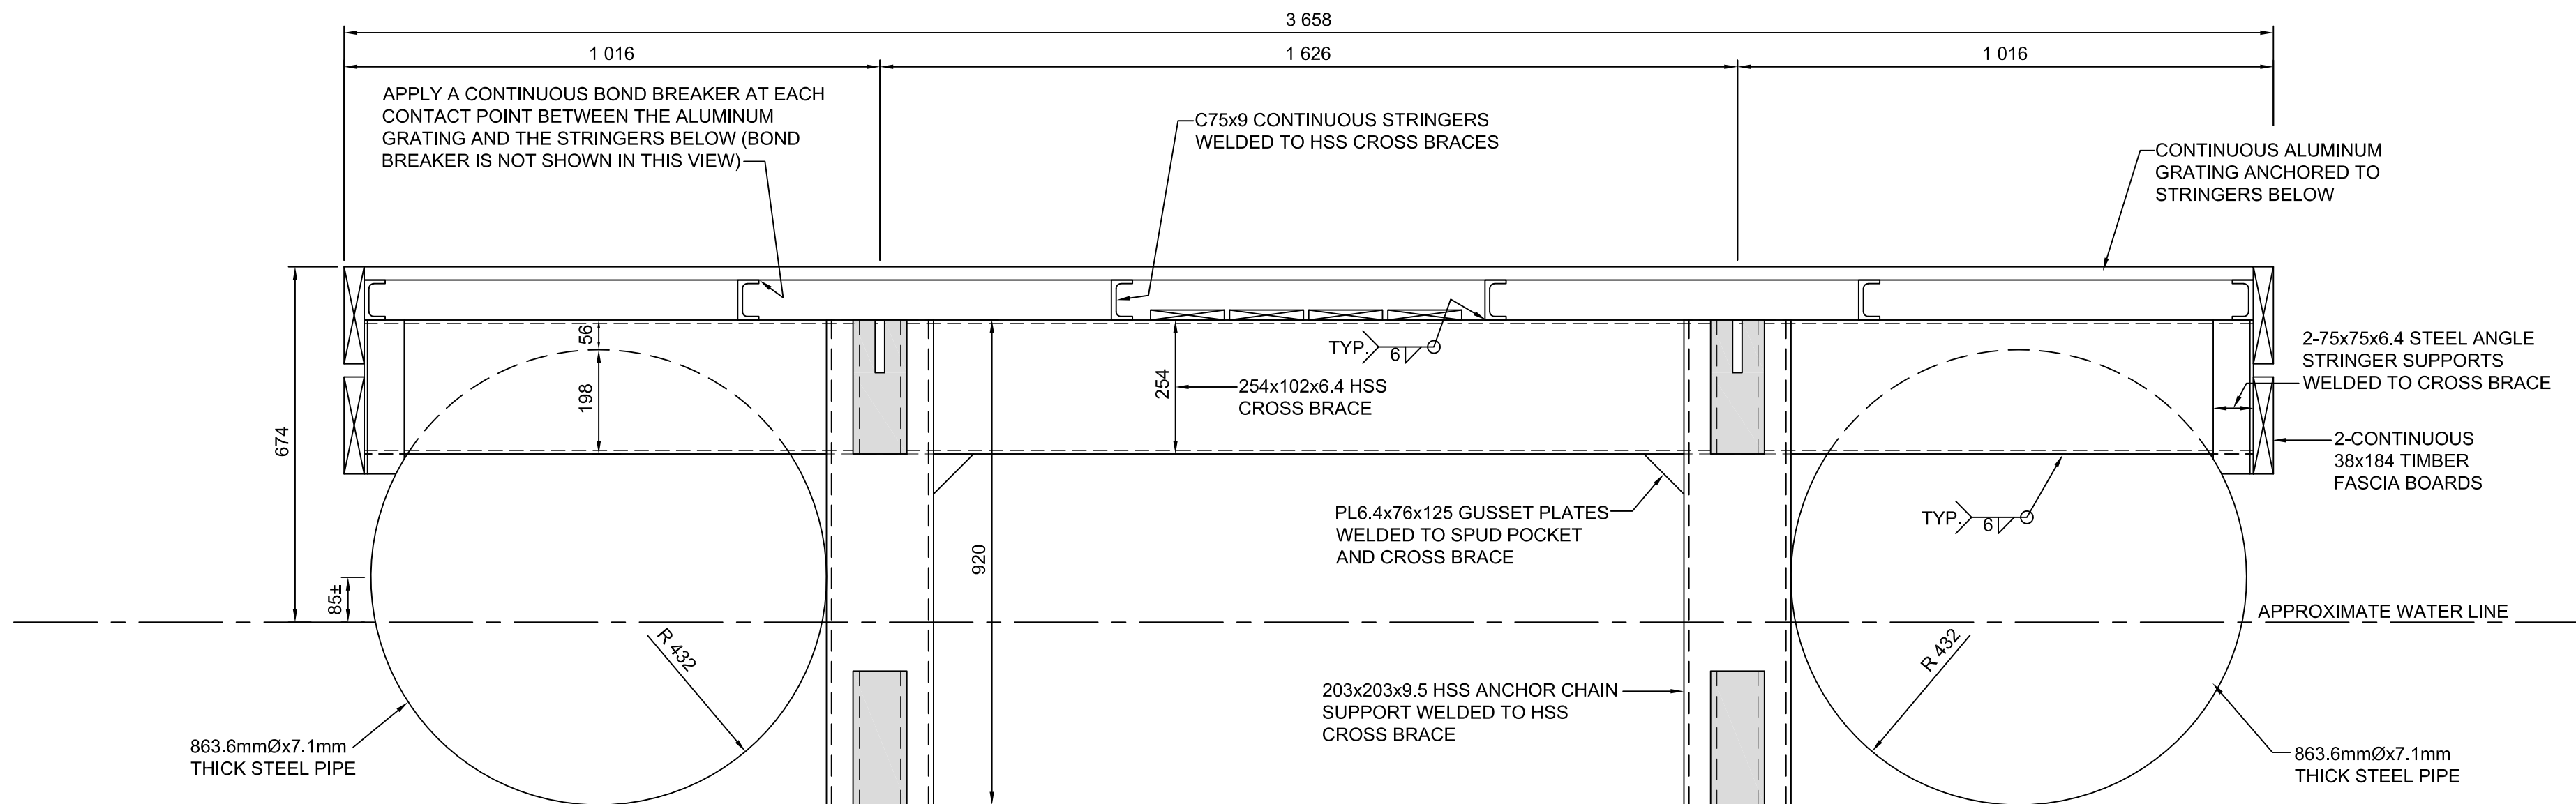 3 658
1 016
1 626
1 016
APPLY A CONTINUOUS BOND BREAKER AT EACH
CONTACT POINT BETWEEN THE ALUMINUM
GRATING AND THE STRINGERS BELOW (BOND
BREAKER IS NOT SHOWN IN THIS VIEW)
C75x9 CONTINUOUS STRINGERS
WELDED TO HSS CROSS BRACES
CONTINUOUS ALUMINUM
GRATING ANCHORED TO
STRINGERS BELOW
56
198
674
85±
TYP.
6
254
254x102x6.4 HSS
CROSS BRACE
2-75x75x6.4 STEEL ANGLE
STRINGER SUPPORTS
WELDED TO CROSS BRACE
2-CONTINUOUS
38x184 TIMBER
FASCIA BOARDS
PL6.4x76x125 GUSSET PLATES
WELDED TO SPUD POCKET
AND CROSS BRACE
TYP.
6
920
APPROXIMATE WATER LINE
R 432
R 432
203x203x9.5 HSS ANCHOR CHAIN
SUPPORT WELDED TO HSS
CROSS BRACE
863.6mmØx7.1mm
THICK STEEL PIPE
863.6mmØx7.1mm
THICK STEEL PIPE